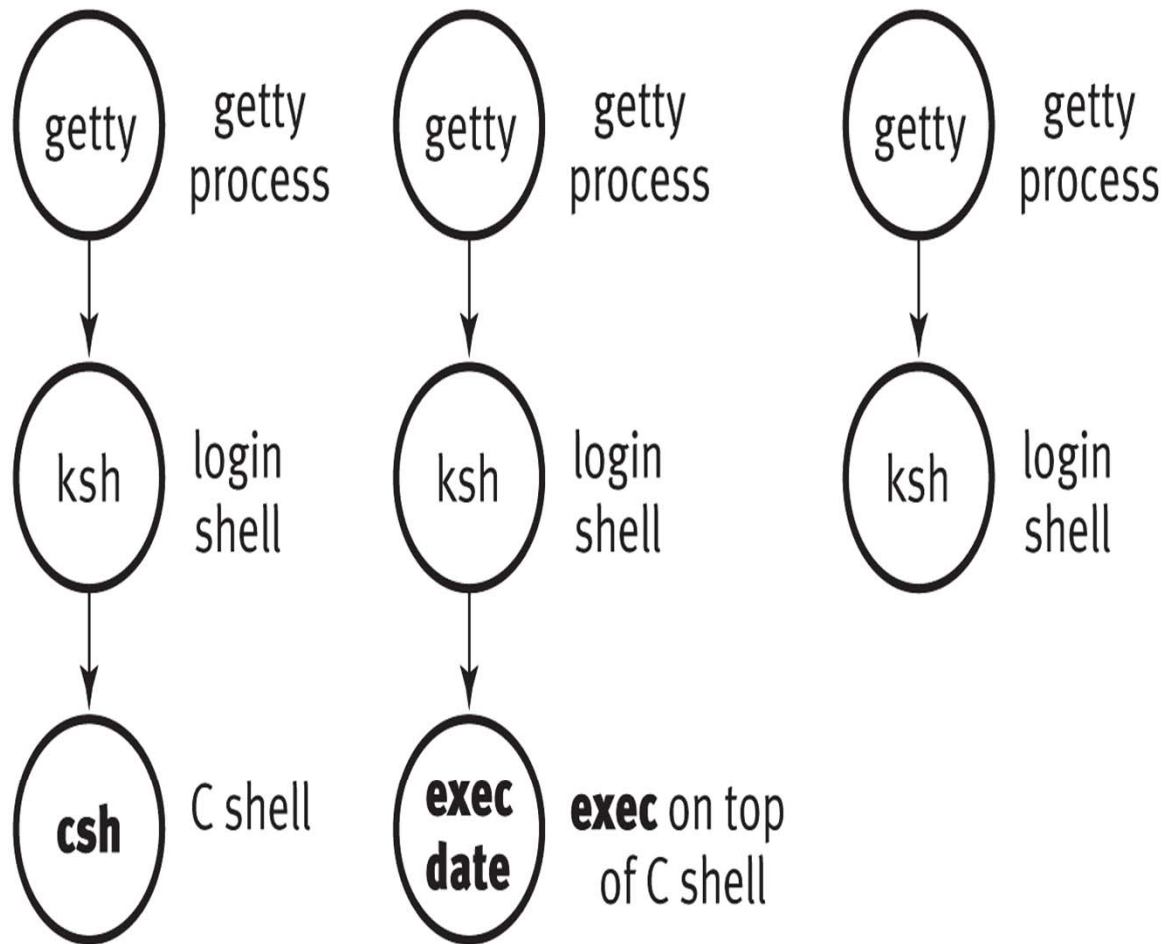 getty
getty
process
getty
getty
process
getty
getty
process
ksh
login
shell
ksh
login
shell
ksh
login
shell
csh
C shell
exec
date
exec on top
of C shell